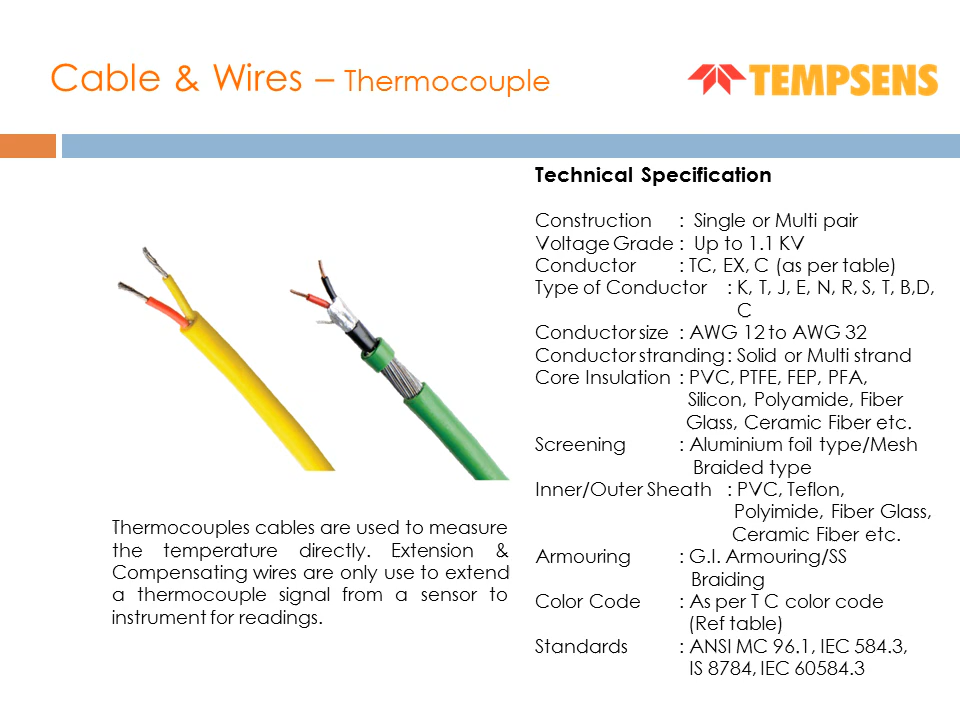 Cable & Wires – Thermocouple
TEMPSENS
Technical Specification
Construction : Single or Multi pair
Voltage Grade : Up to 1.1 KV
Conductor : TC, EX, C (as per table)
Type of Conductor : K, T, J, E, N, R, S, T, B,D,
C
Conductor size : AWG 12 to AWG 32
Conductor stranding : Solid or Multi strand
Core Insulation : PVC, PTFE, FEP, PFA,
Silicon, Polyamide, Fiber
Glass, Ceramic Fiber etc.
Screening : Aluminium foil type/Mesh
Braided type
Inner/Outer Sheath : PVC, Teflon,
Polyimide, Fiber Glass,
Ceramic Fiber etc.
Armouring : G.I. Armouring/SS
Braiding
Color Code : As per T C color code
(Ref table)
Standards : ANSI MC 96.1, IEC 584.3,
IS 8784, IEC 60584.3
Thermocouples cables are used to measure
the temperature directly. Extension &
Compensating wires are only use to extend
a thermocouple signal from a sensor to
instrument for readings.